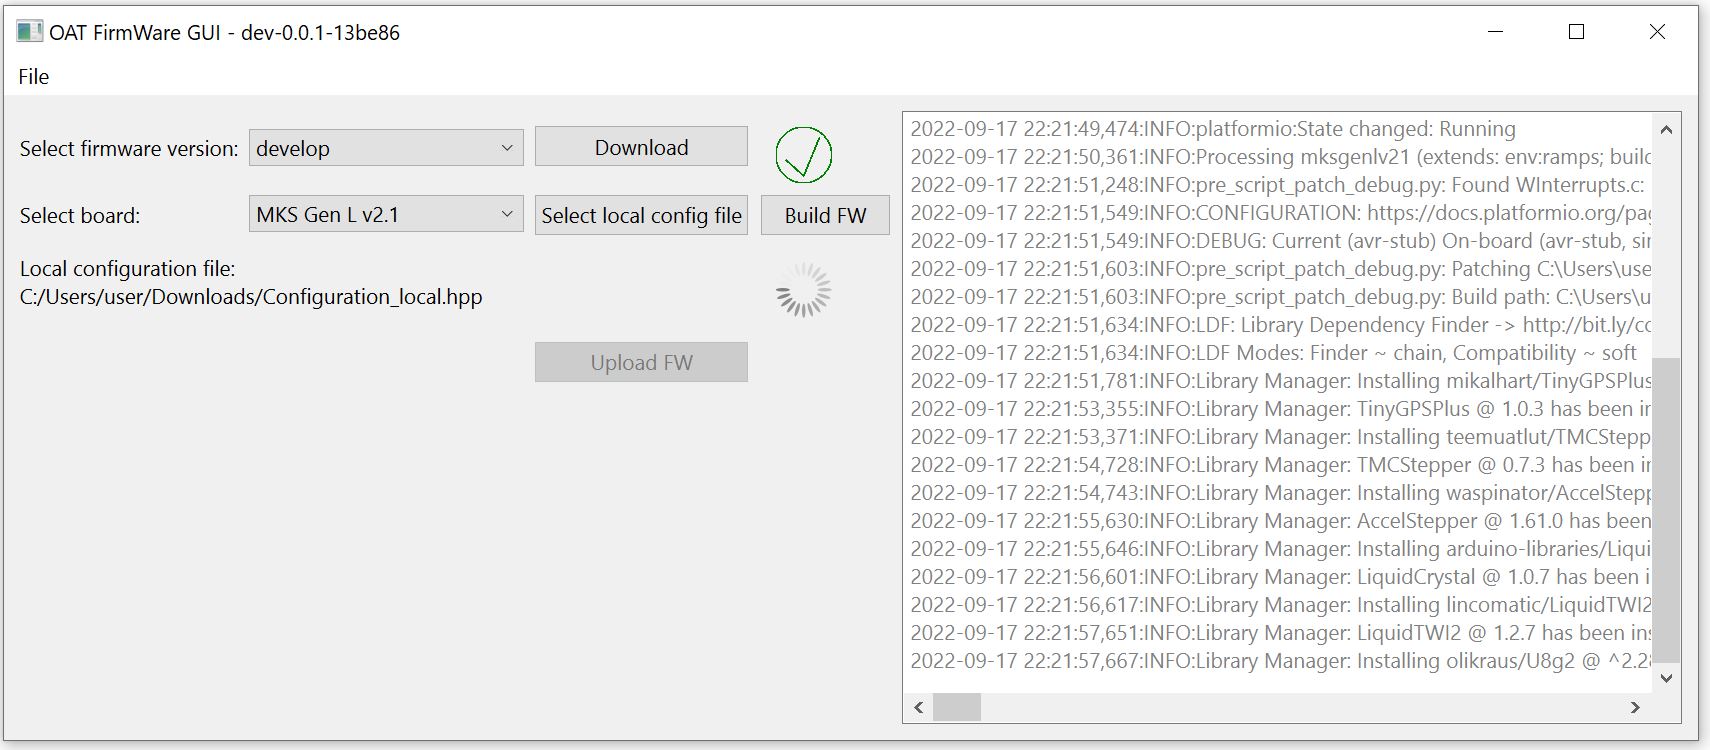 OAT FirmWare GUI - dev-0.0.1-13be86
File
Select firmware version:
develop
Download
Select board:
MKS Gen L v2.1
Select local config file
Build FW
Local configuration file:
C:/Users/user/Downloads/Configuration_local.hpp
Upload FW
2022-09-17 22:21:49,474:INFO:platformio:State changed: Running
2022-09-17 22:21:50,361:INFO:Processing mksgenlv21 (extends: env:ramps; build
2022-09-17 22:21:51,248:INFO:pre_script_patch_debug.py: Found WInterrupts.c:
2022-09-17 22:21:51,549:INFO:CONFIGURATION: https://docs.platformio.org/pag
2022-09-17 22:21:51,549:INFO:DEBUG: Current (avr-stub) On-board (avr-stub, sim
2022-09-17 22:21:51,603:INFO:pre_script_patch_debug.py: Patching C:\Users\use
2022-09-17 22:21:51,603:INFO:pre_script_patch_debug.py: Build path: C:\Users\u
2022-09-17 22:21:51,634:INFO:LDF: Library Dependency Finder -> http://bit.ly/co
2022-09-17 22:21:51,634:INFO:LDF Modes: Finder ~ chain, Compatibility ~ soft
2022-09-17 22:21:51,781:INFO:Library Manager: Installing mikalhart/TinyGPSPlus
2022-09-17 22:21:53,355:INFO:Library Manager: TinyGPSPlus @ 1.0.3 has been in
2022-09-17 22:21:53,371:INFO:Library Manager: Installing teemuatlut/TMCStepp
2022-09-17 22:21:54,728:INFO:Library Manager: TMCStepper @ 0.7.3 has been in
2022-09-17 22:21:54,743:INFO:Library Manager: Installing waspinator/AccelStepp
2022-09-17 22:21:55,630:INFO:Library Manager: AccelStepper @ 1.61.0 has been
2022-09-17 22:21:55,646:INFO:Library Manager: Installing arduino-libraries/Liqui
2022-09-17 22:21:56,601:INFO:Library Manager: LiquidCrystal @ 1.0.7 has been i
2022-09-17 22:21:56,617:INFO:Library Manager: Installing lincomatic/LiquidTWI2
2022-09-17 22:21:57,651:INFO:Library Manager: LiquidTWI2 @ 1.2.7 has been ins
2022-09-17 22:21:57,667:INFO:Library Manager: Installing olikraus/U8g2 @ ^2.28